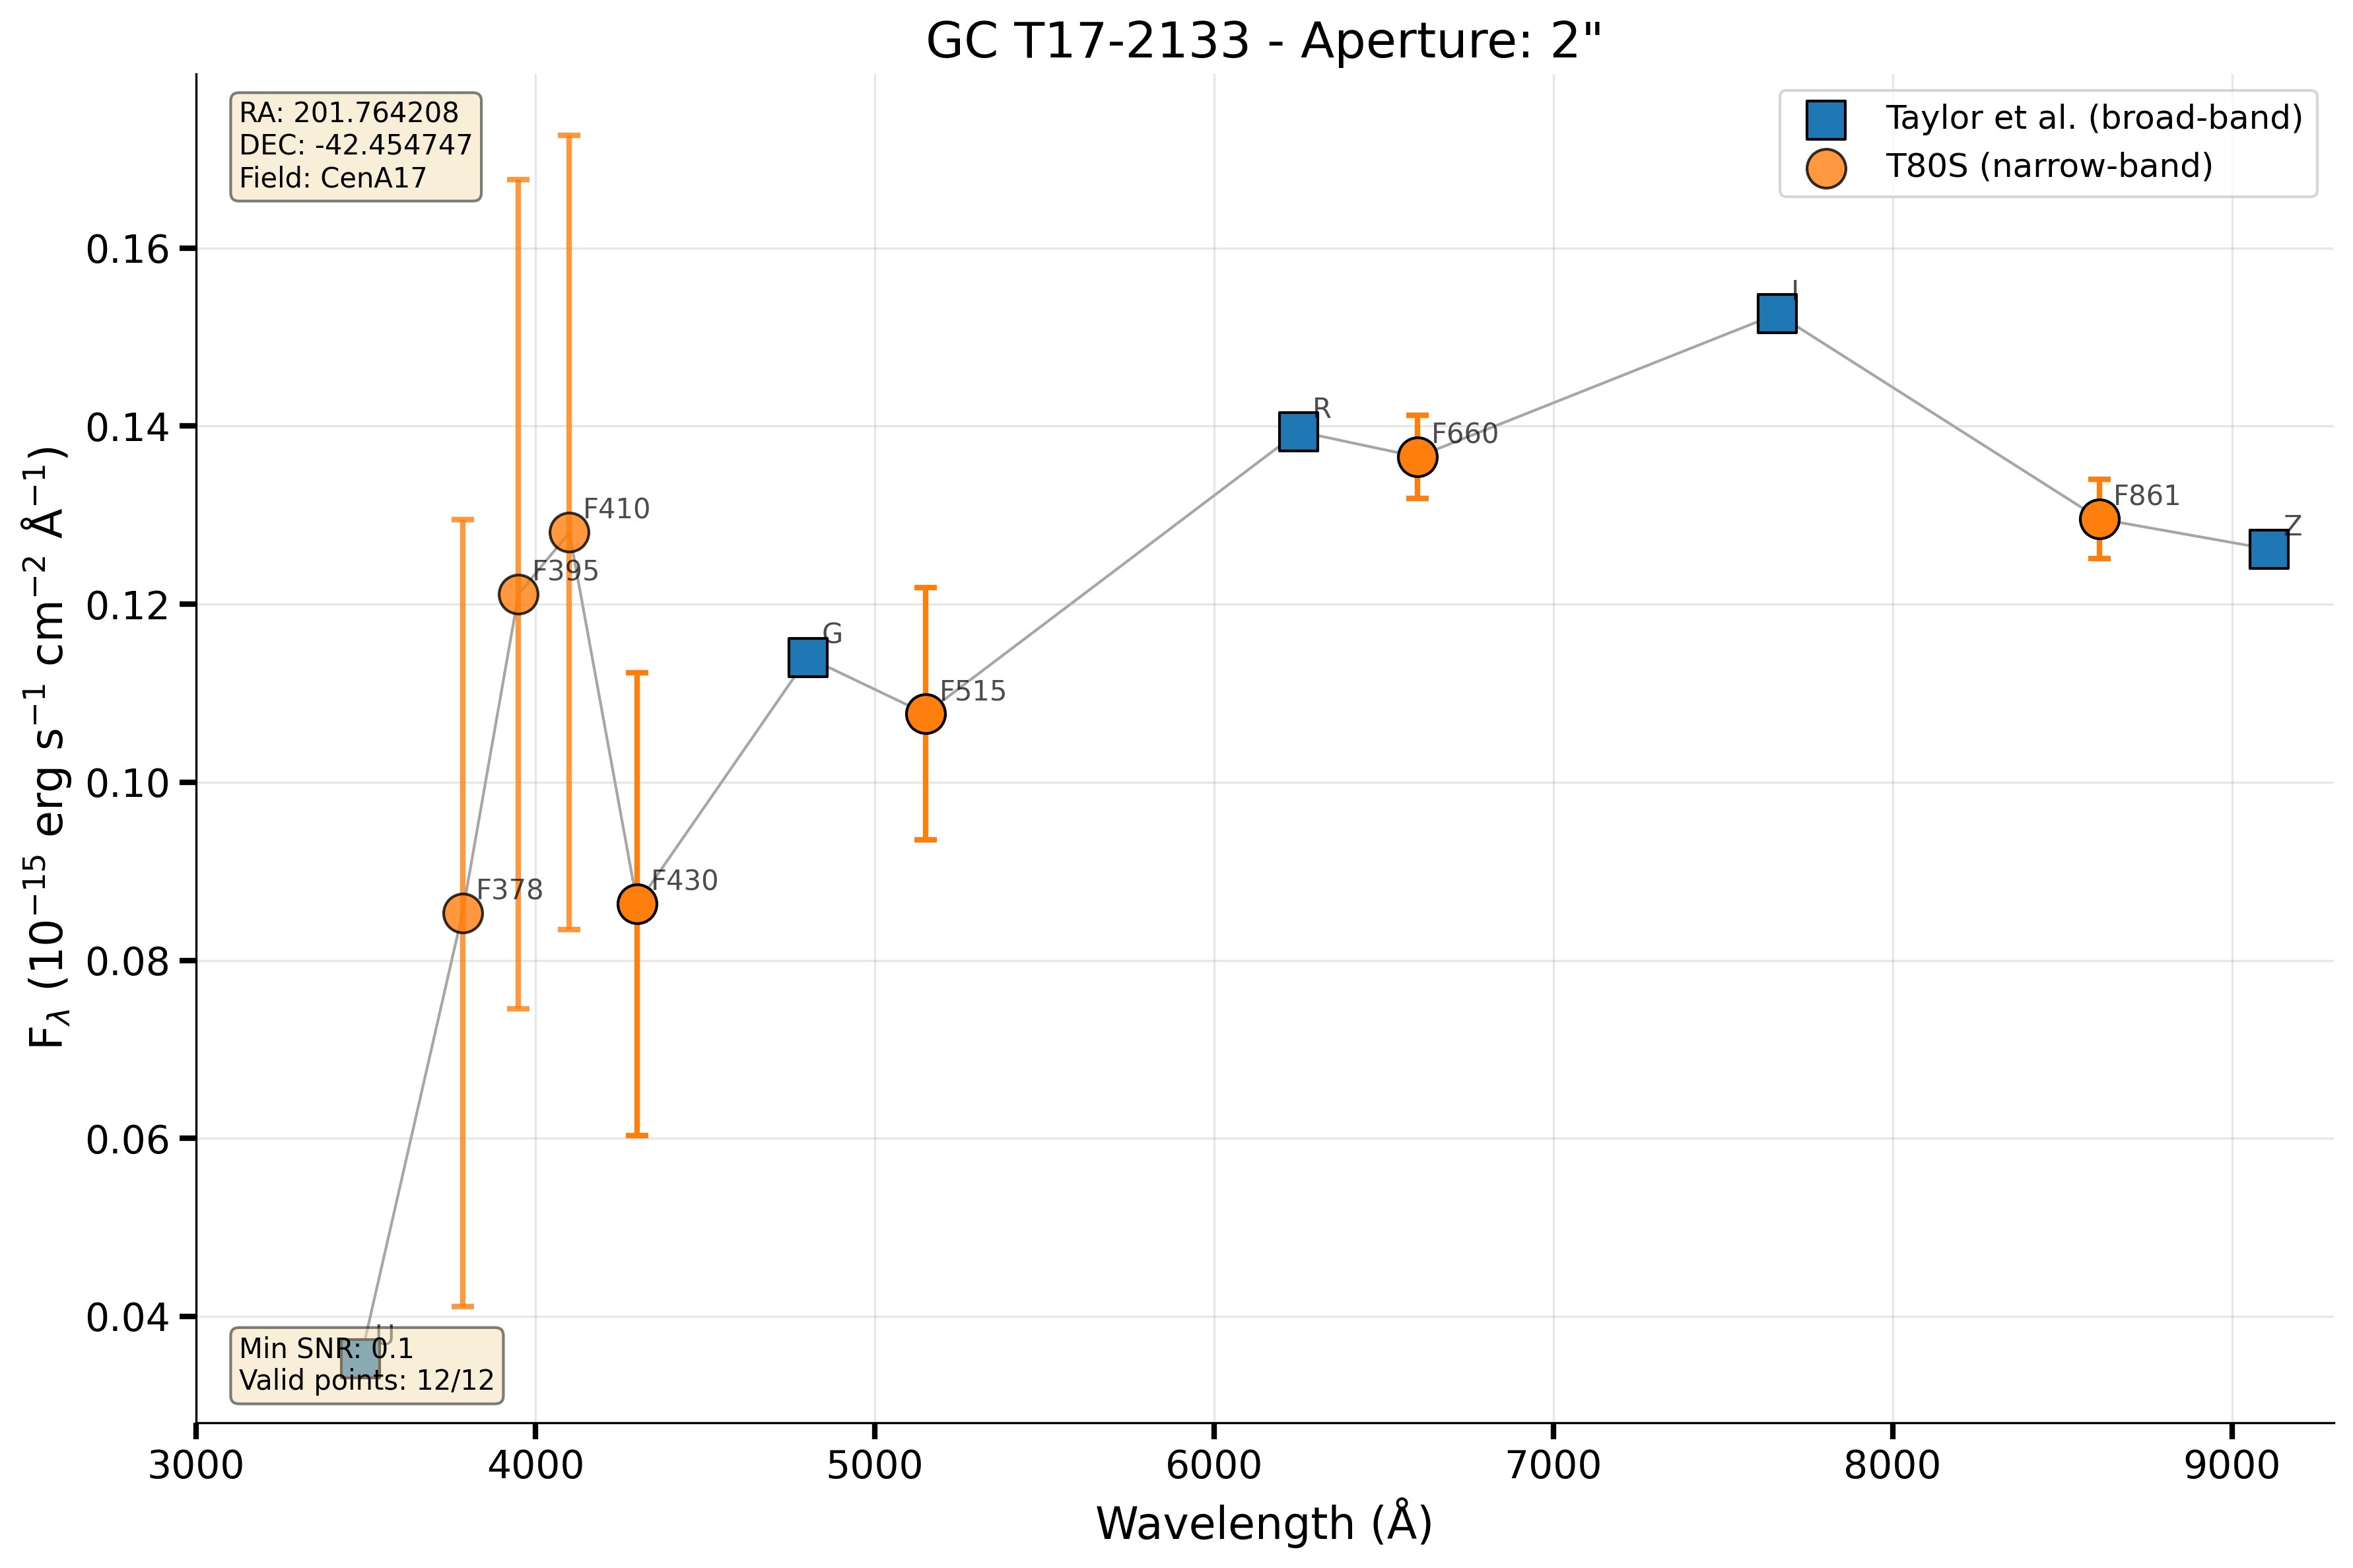 GC T17-2133 - Aperture: 2"
RA: 201.764208
DEC: -42.454747
Field: CenA17
Taylor et al. (broad-band)
T80S (narrow-band)
F$_{\lambda}$ (10$^{-15}$ erg s$^{-1}$ cm$^{-2}$ Å$^{-1}$)
0.16
0.14
0.12
0.10
0.08
0.06
0.04
I
R
F660
F861
Z
F410
F395
G
F515
F378
F430
U
Min SNR: 0.1
Valid points: 12/12
3000 4000 5000 6000 7000 8000 9000
Wavelength (Å)